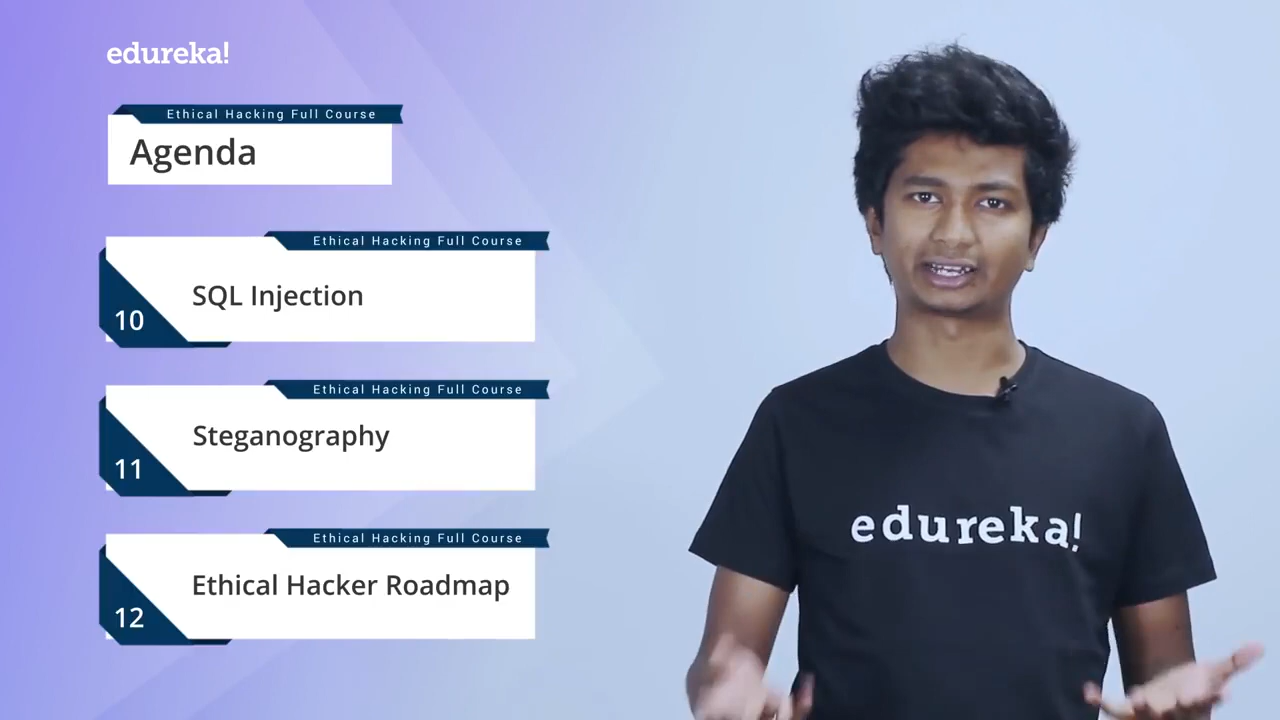 edureka!
Ethical Hacking Full Course
Agenda
Ethical Hacking Full Course
SQL Injection
10
Ethical Hacking Full Course
Steganography
11
Ethical Hacking Full Course
Ethical Hacker Roadmap
12
edureka!